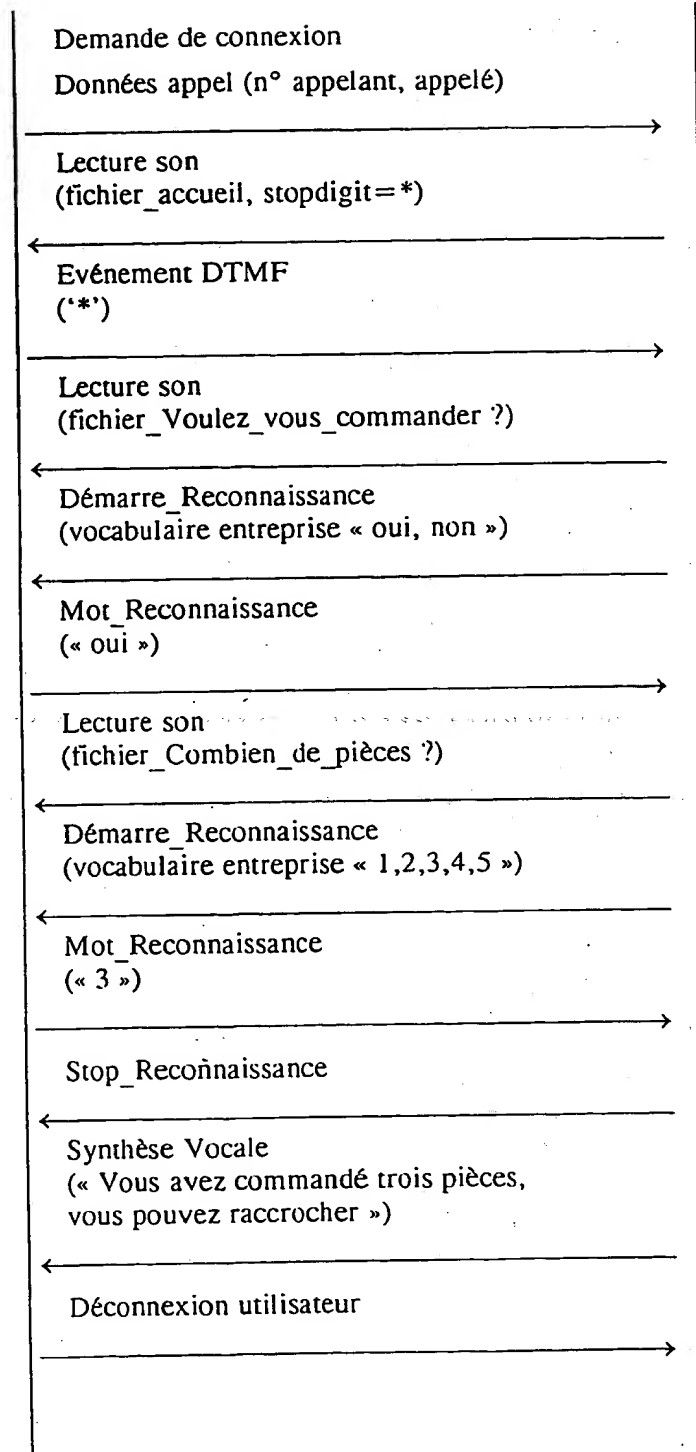 Demande de connexion
Données appel (n° appelant, appelé)
Lecture son
(fichier_accueil, stopdigit=*)
Evénement DTMF
(‘*’)
Lecture son
(fichier_Voulez_vous_commander ?)
Démarre_Reconnaissance
(vocabulaire entreprise « oui, non »)
Mot_Reconnaissance
(« oui »)
Lecture son
(fichier_Combien_de_pièces ?)
Démarre_Reconnaissance
(vocabulaire entreprise « 1,2,3,4,5 »)
Mot_Reconnaissance
(« 3 »)
Stop_Reconnaissance
Synthèse Vocale
(« Vous avez commandé trois pièces,
vous pouvez raccrocher »)
Déconnexion utilisateur